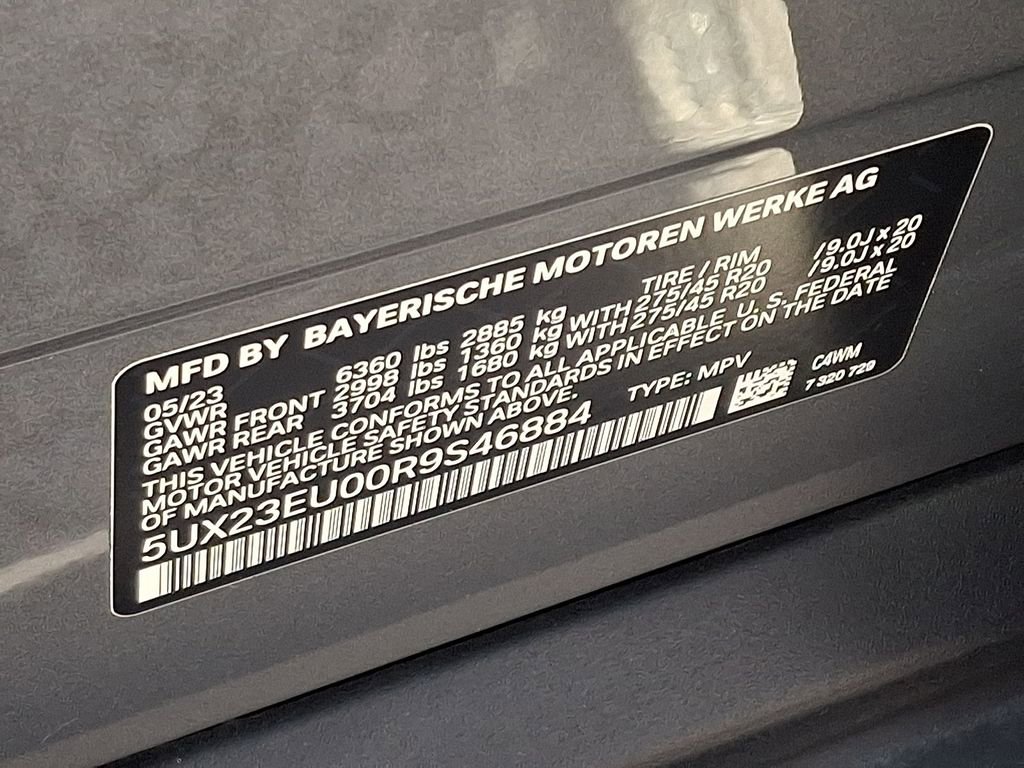 MFD BY BAYERISCHE MOTOREN WERKE AG
05/23 TIRE / RIM
GVWR 6360 lbs 2885 kg
GAWR FRONT 2998 lbs 1360 kg WITH 275/45 R20 /9.0J x 20
GAWR REAR 3704 lbs 1680 kg WITH 275/45 R20 /9.0J x 20
THIS VEHICLE CONFORMS TO ALL APPLICABLE U. S. FEDERAL
MOTOR VEHICLE SAFETY STANDARDS IN EFFECT ON THE DATE
OF MANUFACTURE SHOWN ABOVE.
5UX23EU00R9S46884 TYPE: MPV C4WM
7 320 729